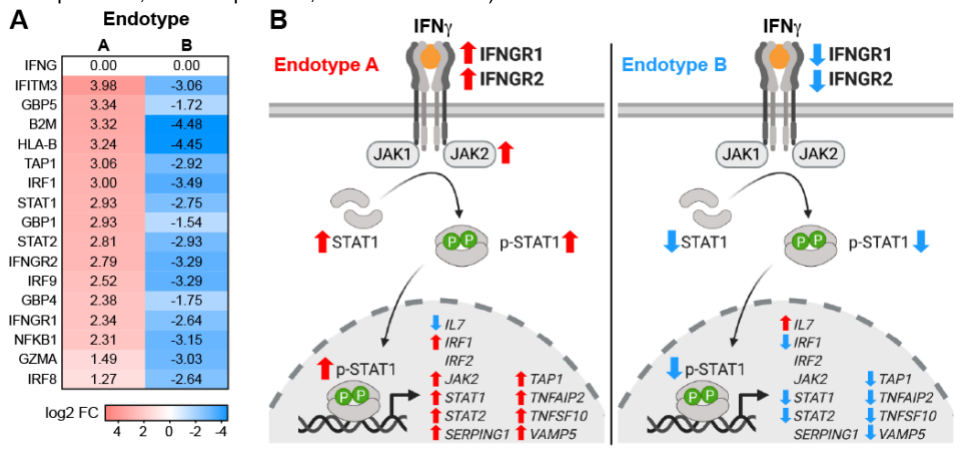 A
Endotype
A B
IFNG 0.00 0.00
IFITM3 3.98 -3.06
GBP5 3.34 -1.72
B2M 3.32 -4.48
HLA-B 3.24 -4.45
TAP1 3.06 -2.92
IRF1 3.00 -3.49
STAT1 2.93 -2.75
GBP1 2.93 -1.54
STAT2 2.81 -2.93
IFNGR2 2.79 -3.29
IRF9 2.52 -3.29
GBP4 2.38 -1.75
IFNGR1 2.34 -2.64
NFKB1 2.31 -3.15
GZMA 1.49 -3.03
IRF8 1.27 -2.64
log2 FC
4 2 0 -2 -4
B
IFNγ
Endotype A
IFNGR1
IFNGR2
JAK1 JAK2
STAT1
P P
p-STAT1
p-STAT1
P P
IL7
IRF1
IRF2
JAK2 TAP1
STAT1 TNFAIP2
STAT2 TNFSF10
SERPING1 VAMP5
IFNγ
Endotype B
IFNGR1
IFNGR2
JAK1 JAK2
STAT1
P P
p-STAT1
p-STAT1
P P
IL7
IRF1
IRF2
JAK2 TAP1
STAT1 TNFAIP2
STAT2 TNFSF10
SERPING1 VAMP5